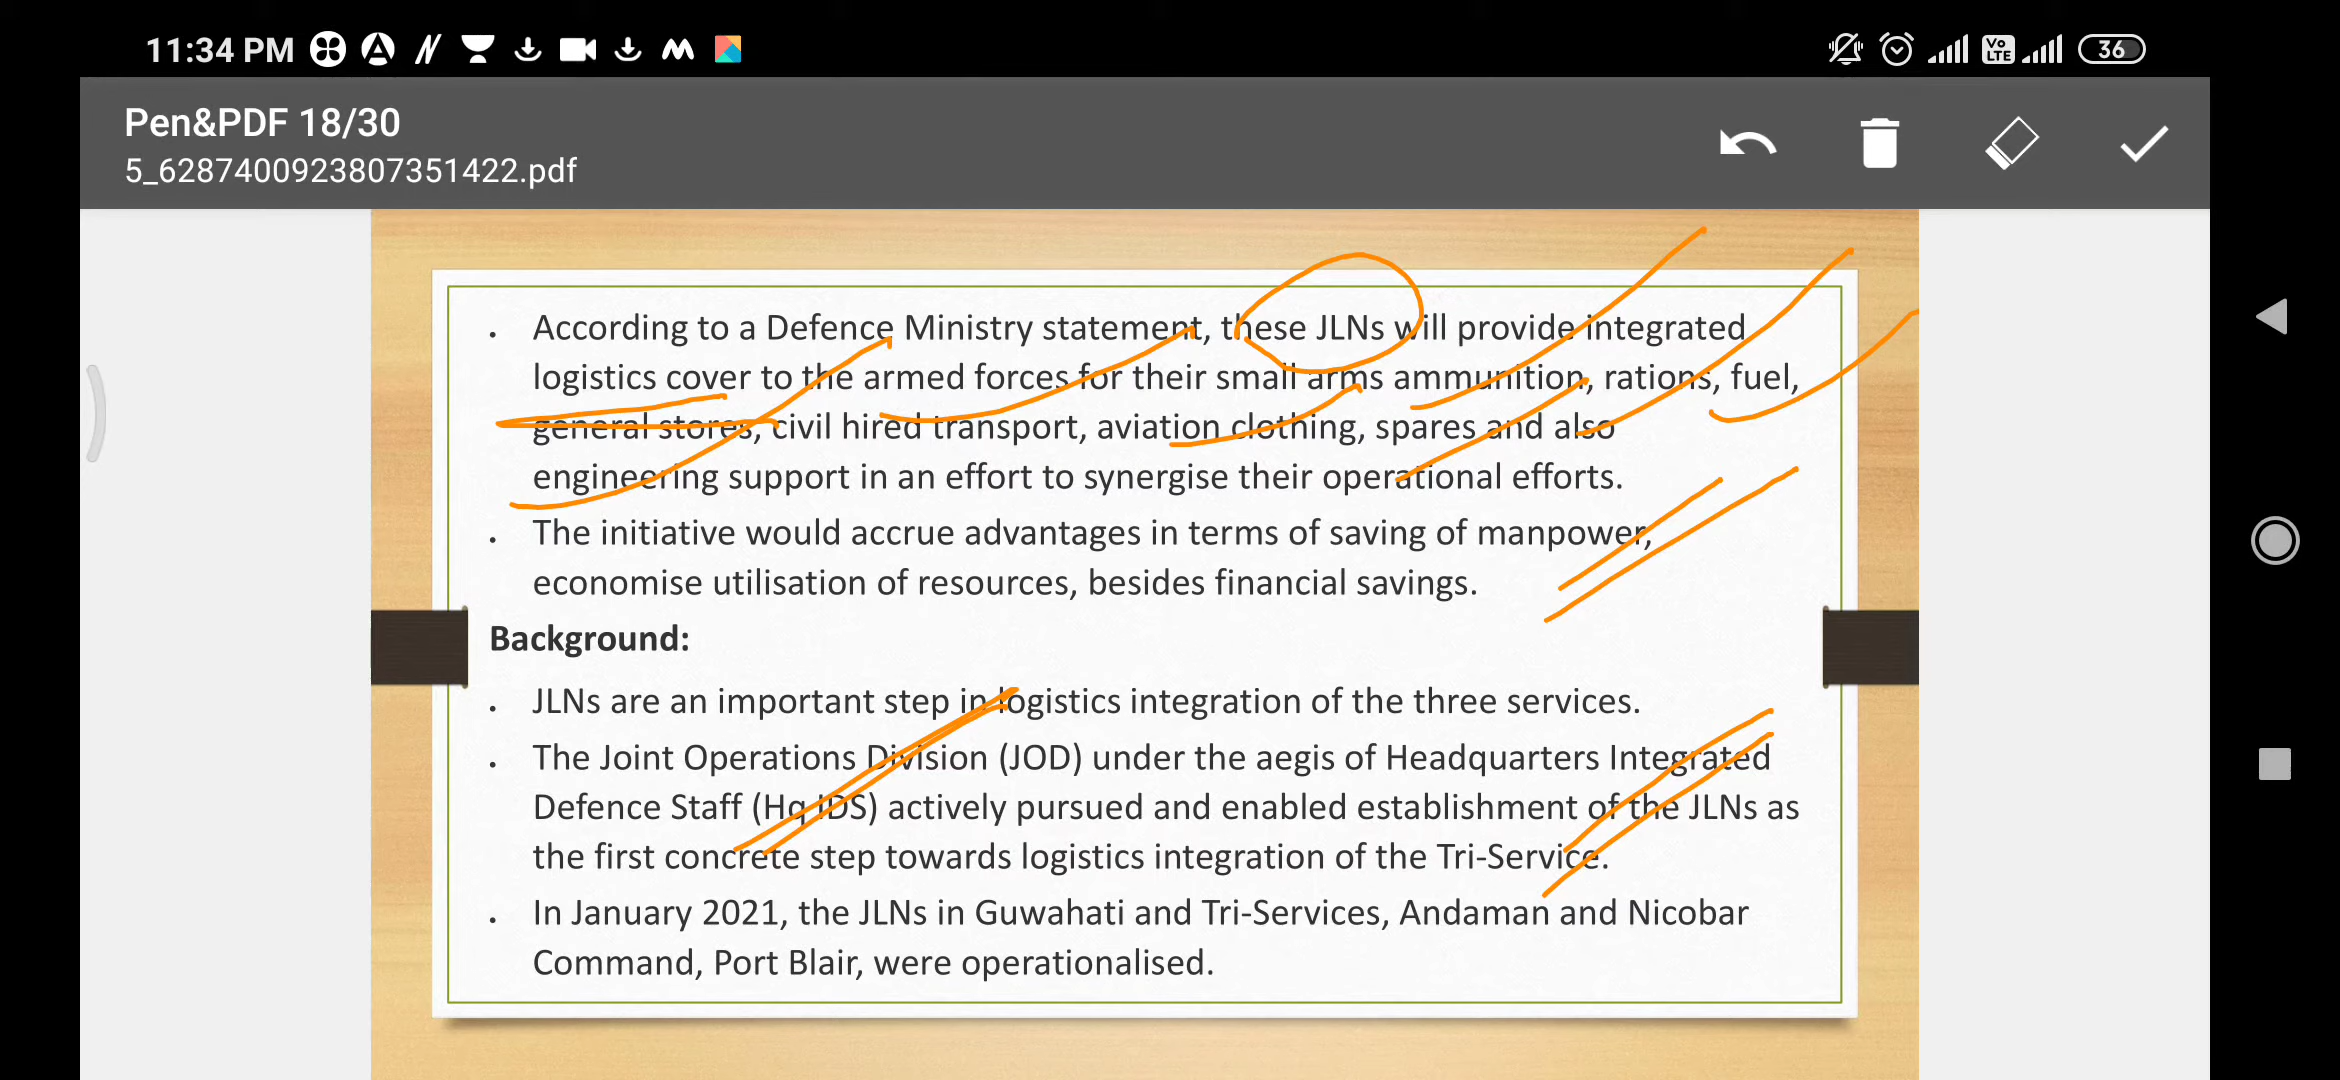 11:34 PM
Vo LTE
36
Pen&PDF 18/30
5_6287400923807351422.pdf
. According to a Defence Ministry statement, these JLNs will provide integrated
logistics cover to the armed forces for their small arms ammunition, rations, fuel,
general stores, civil hired transport, aviation clothing, spares and also
engineering support in an effort to synergise their operational efforts.
. The initiative would accrue advantages in terms of saving of manpower,
economise utilisation of resources, besides financial savings.
Background:
. JLNs are an important step in logistics integration of the three services.
. The Joint Operations Division (JOD) under the aegis of Headquarters Integrated
Defence Staff (Hq IDS) actively pursued and enabled establishment of the JLNs as
the first concrete step towards logistics integration of the Tri-Service.
. In January 2021, the JLNs in Guwahati and Tri-Services, Andaman and Nicobar
Command, Port Blair, were operationalised.